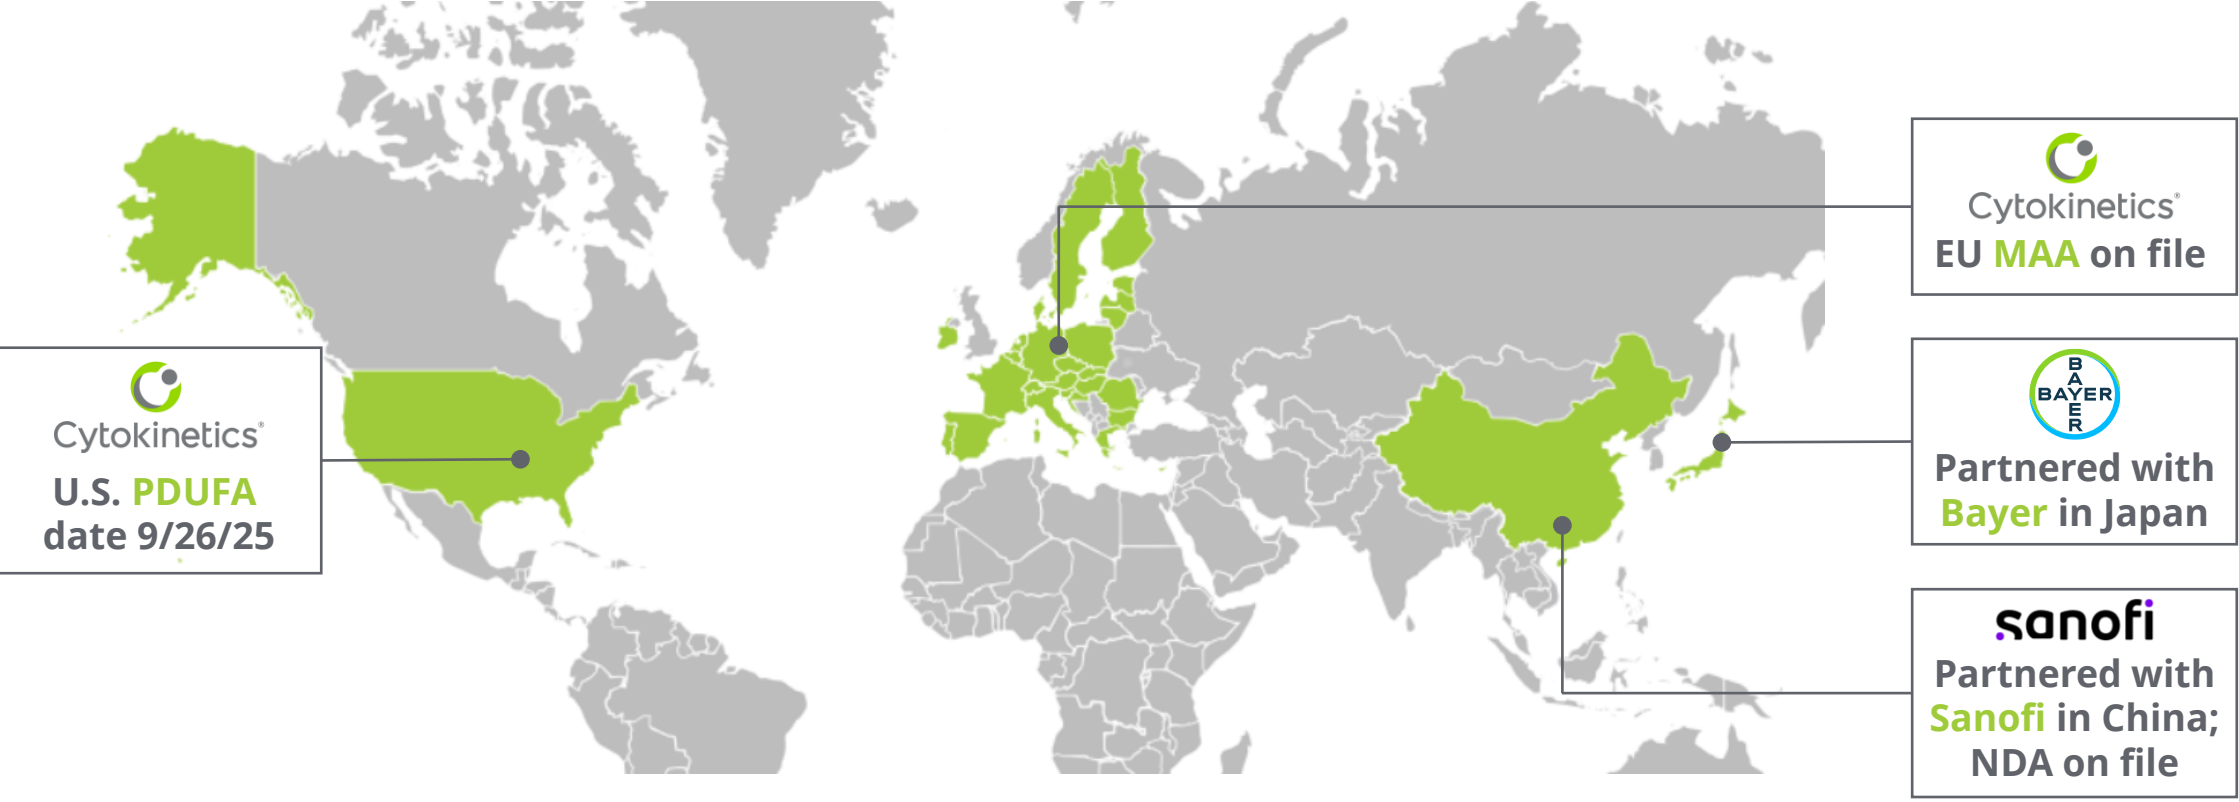 Cytokinetics®
U.S. PDUFA
date 9/26/25
Cytokinetics®
EU MAA on file
BAYER
BAYER
Partnered with
Bayer in Japan
sanofi
Partnered with
Sanofi in China;
NDA on file